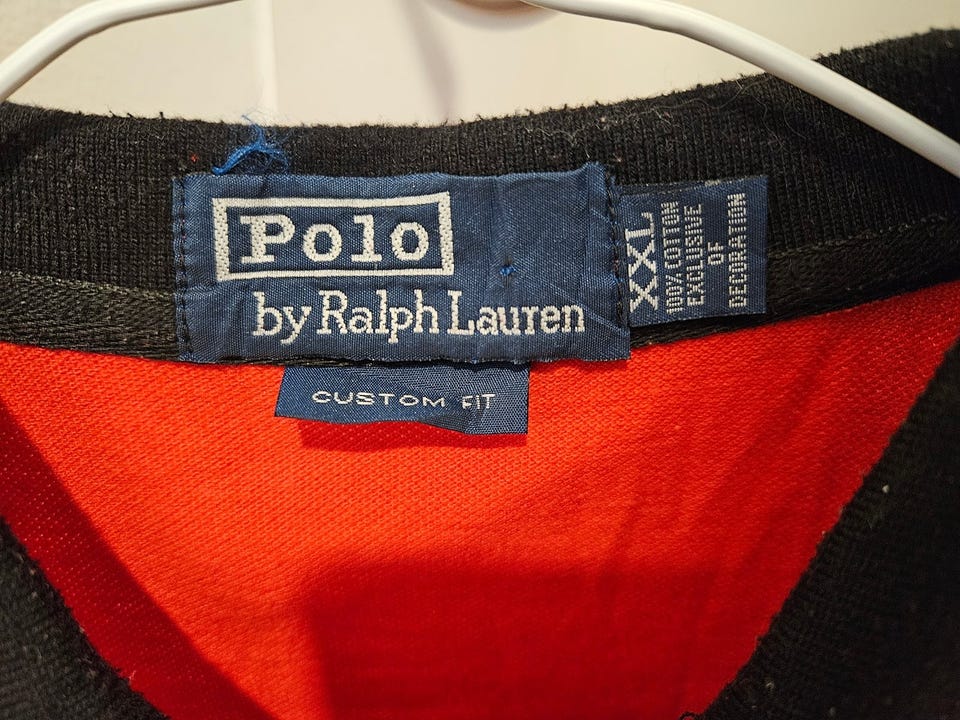 Polo
by Ralph Lauren
XXL
100% COTTON
EXCLUSIVE
OF
DECORATION
CUSTOM FIT